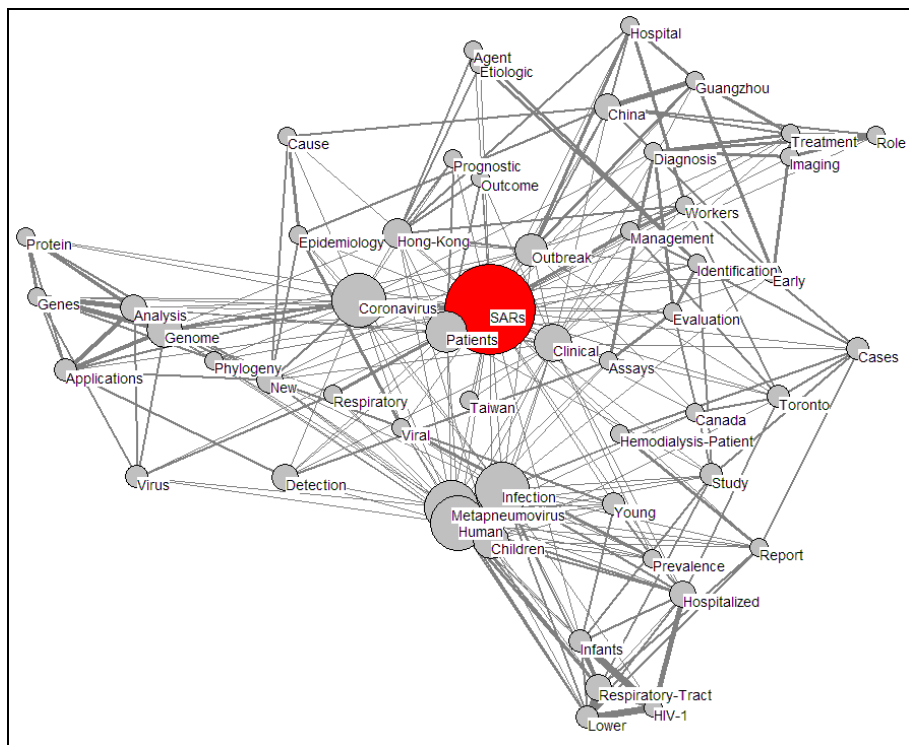 Hospital
Agent
Etiologic
Guangzhou
China
Cause
Treatment
Role
Prognostic
Diagnosis
Imaging
Outcome
Workers
Protein
Epidemiology
Hong-Kong
Management
Outbreak
Identification
Early
Genes
Analysis
Coronavirus
SARs
Evaluation
Genome
Patients
Clinical
Cases
Applications
Phylogeny
Assays
New
Respiratory
Taiwan
Toronto
Canada
Viral
Hemodialysis-Patient
Virus
Detection
Study
Infection
Metapneumovirus
Young
Human
Children
Report
Prevalence
Hospitalized
Infants
Respiratory-Tract
HIV-1
Lower